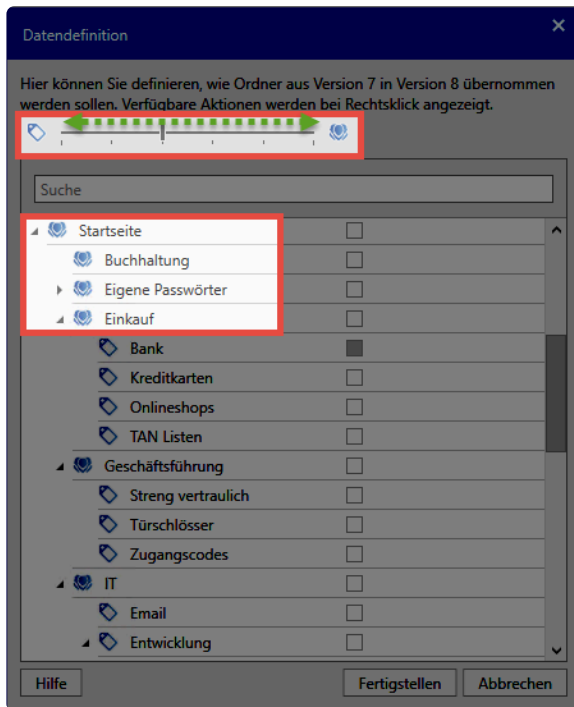 Datendefinition
Hier können Sie definieren, wie Ordner aus Version 7 in Version 8 übernommen
werden sollen. Verfügbare Aktionen werden bei Rechtsklick angezeigt.
Suche
Startseite
Buchhaltung
Eigene Passwörter
Einkauf
Bank
Kreditkarten
Onlineshops
TAN Listen
Geschäftsführung
Streng vertraulich
Türschlösser
Zugangscodes
IT
Email
Entwicklung
Hilfe
Fertigstellen
Abbrechen